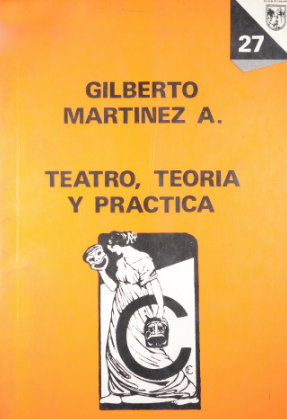 27
GILBERTO
MARTINEZ A.
TEATRO, TEORIA
Y PRACTICA
C